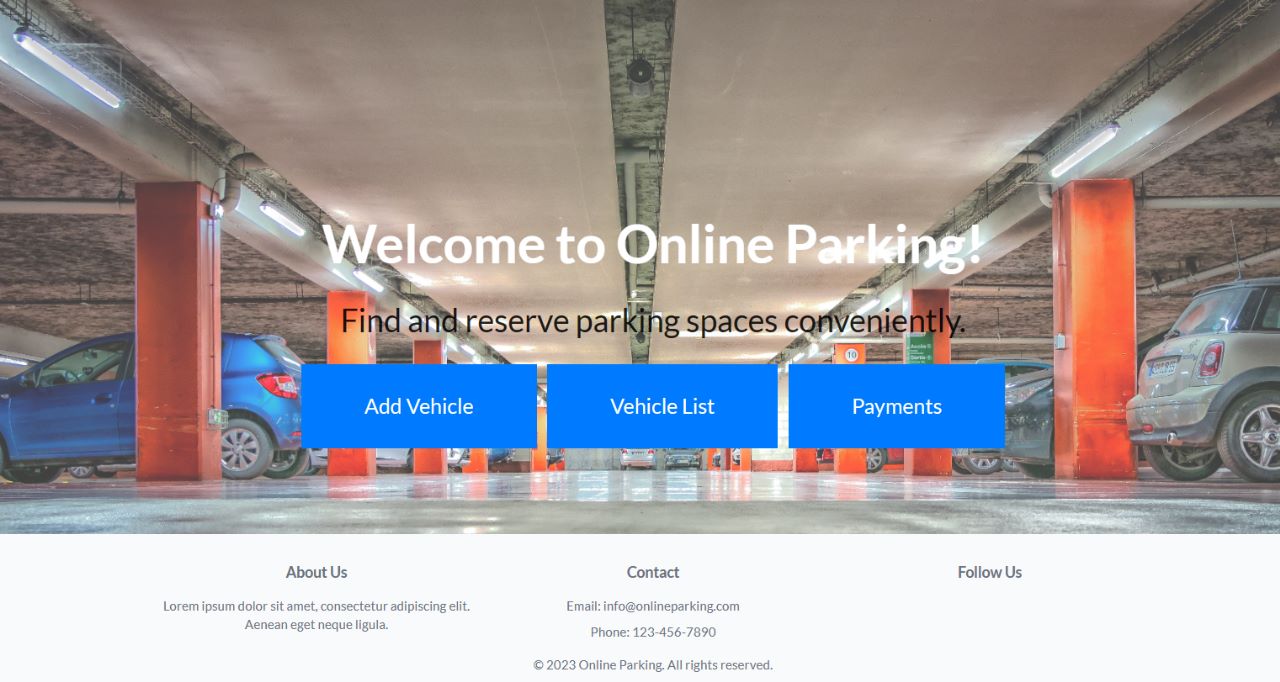 Welcome to Online Parking!
Find and reserve parking spaces conveniently.
10
Add Vehicle
Vehicle List
Payments
About Us
Contact
Follow Us
Lorem ipsum dolor sit amet, consectetur adipiscing elit.
Aenean eget neque ligula.
Email: info@onlineparking.com
Phone: 123-456-7890
© 2023 Online Parking. All rights reserved.